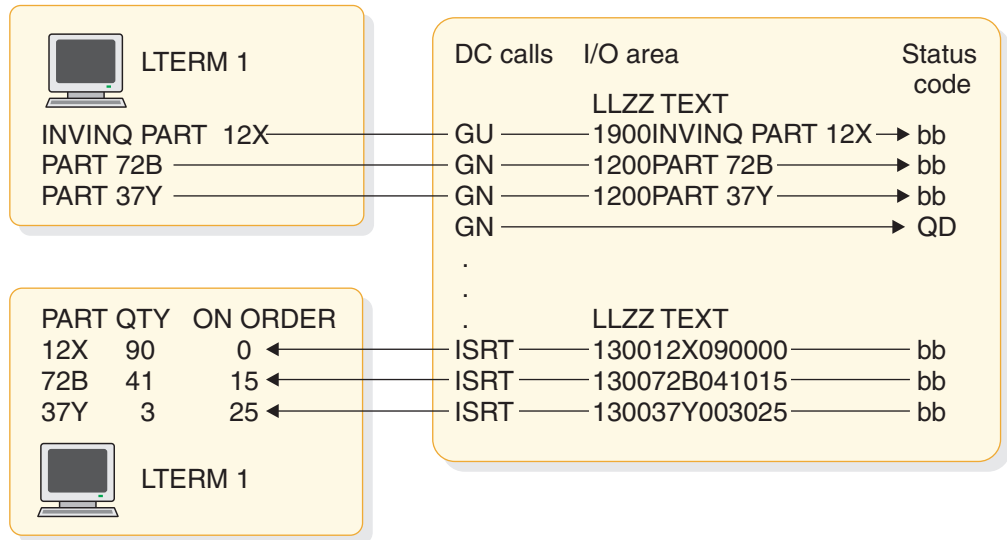 LTERM 1
INVINQ PART 12X
PART 72B
PART 37Y
DC calls I/O area Status code
LLZZ TEXT
GU 1900INVINQ PART 12X bb
GN 1200PART 72B bb
GN 1200PART 37Y bb
GN QD
.
.
. LLZZ TEXT
ISRT 130012X090000 bb
ISRT 130072B041015 bb
ISRT 130037Y003025 bb
PART QTY ON ORDER
12X 90 0
72B 41 15
37Y 3 25
LTERM 1